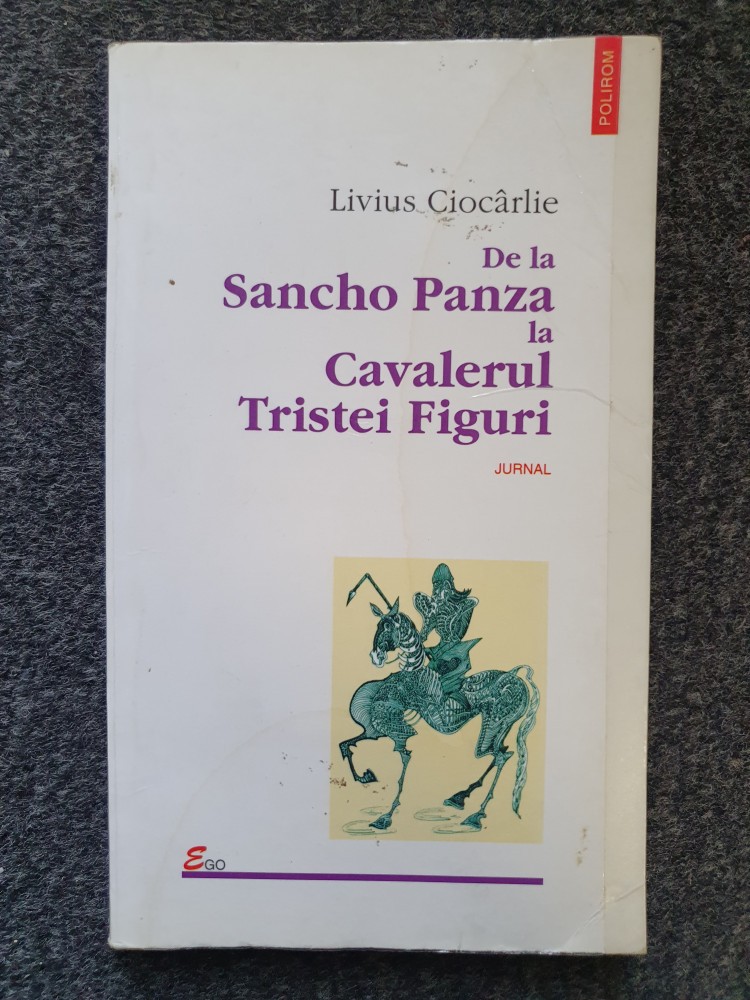 POLIROM
Livius Ciocârlie
De la
Sancho Panza
la
Cavalerul
Tristei Figuri
JURNAL
EGO